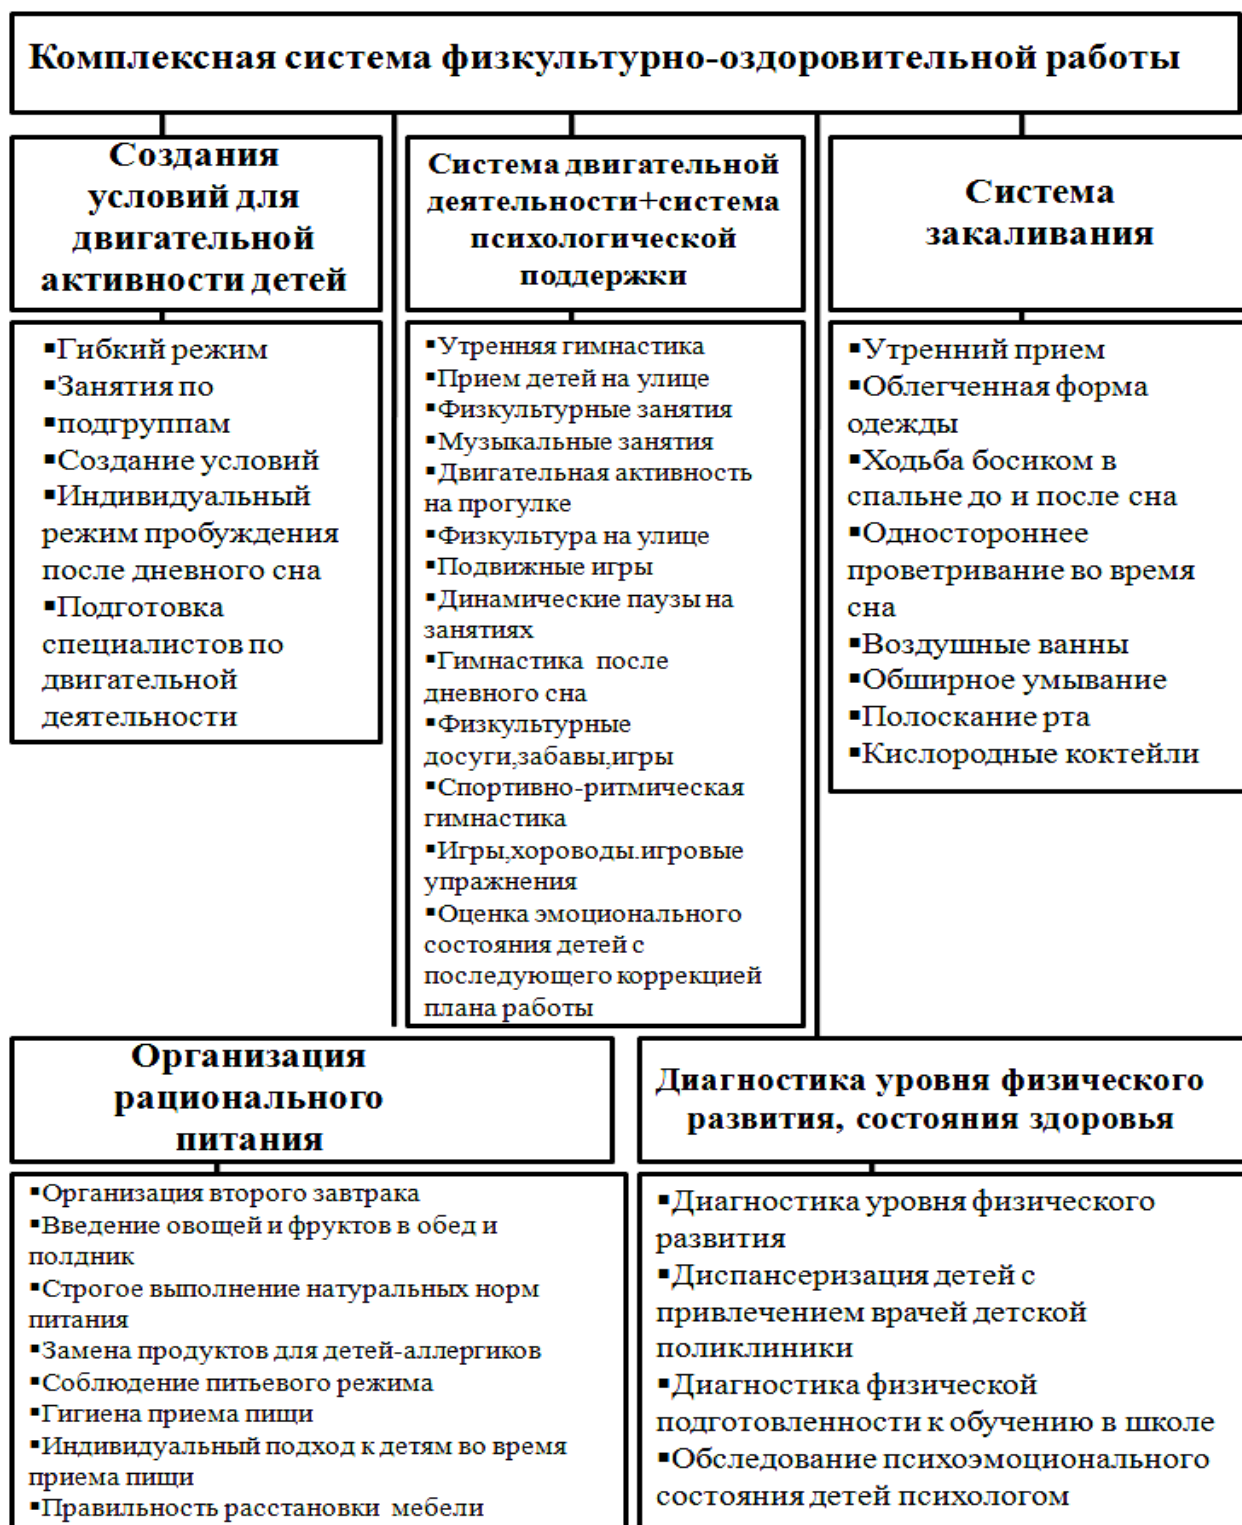 Комплексная система физкультурно-оздоровительной работы
Создания
условий для
двигательной
активности детей
▪Гибкий режим
▪Занятия по
▪подгруппам
▪Создание условий
▪Индивидуальный
режим пробуждения
после дневного сна
▪Подготовка
специалистов по
двигательной
деятельности
Система двигательной
деятельности+система
психологической
поддержки
▪Утренняя гимнастика
▪Прием детей на улице
▪Физкультурные занятия
▪Музыкальные занятия
▪Двигательная активность
на прогулке
▪Физкультура на улице
▪Подвижные игры
▪Динамические паузы на
занятиях
▪Гимнастика после
дневного сна
▪Физкультурные
досуги,забавы,игры
▪Спортивно-ритмическая
гимнастика
▪Игры,хороводы.игровые
упражнения
▪Оценка эмоционального
состояния детей с
последующего коррекцией
плана работы
Система
закаливания
▪Утренний прием
▪Облегченная форма
одежды
▪Ходьба босиком в
спальне до и после сна
▪Одностороннее
проветривание во время
сна
▪Воздушные ванны
▪Обширное умывание
▪Полоскание рта
▪Кислородные коктейли
Организация
рационального
питания
▪Организация второго завтрака
▪Введение овощей и фруктов в обед и
полдник
▪Строгое выполнение натуральных норм
питания
▪Замена продуктов для детей-аллергиков
▪Соблюдение питьевого режима
▪Гигиена приема пищи
▪Индивидуальный подход к детям во время
приема пищи
▪Правильность расстановки мебели
Диагностика уровня физического
развития, состояния здоровья
▪Диагностика уровня физического
развития
▪Диспансеризация детей с
привлечением врачей детской
поликлиники
▪Диагностика физической
подготовленности к обучению в школе
▪Обследование психоэмоционального
состояния детей психологом